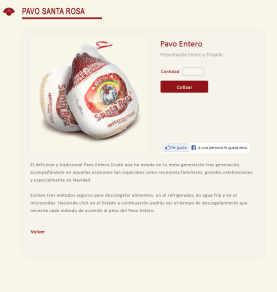 PAVO SANTA ROSA
Pavo Entero
Presentación Entero y Trozado
Cantidad
Cotizar
Santa Rosa
Me gusta
A una persona le gusta esto.
El delicioso y tradicional Pavo Entero Crudo que ha estado en tu mesa generación tras generación,
acompañándote en aquellas ocasiones tan especiales como reuniones familiares, grandes celebraciones
y especialmente en Navidad.
Existen tres métodos seguros para descongelar alimentos: en el refrigerador, en agua fría y en el
microondas. Haciendo click en el Estado a continuación podrás ver el tiempo de descongelamiento que
necesita cada método de acuerdo al peso del Pavo Entero.
Volver